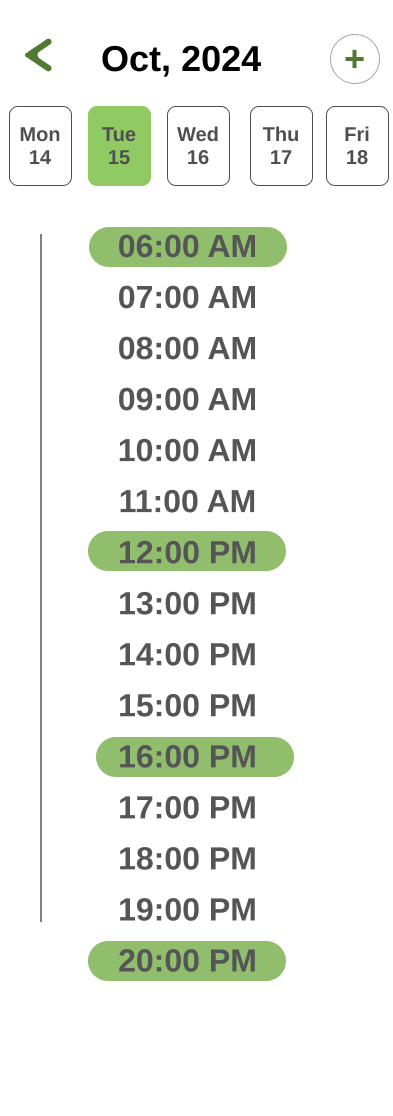 Oct, 2024
+
Mon Tue Wed Thu Fri
14 15 16 17 18
06:00 AM
07:00 AM
08:00 AM
09:00 AM
10:00 AM
11:00 AM
12:00 PM
13:00 PM
14:00 PM
15:00 PM
16:00 PM
17:00 PM
18:00 PM
19:00 PM
20:00 PM